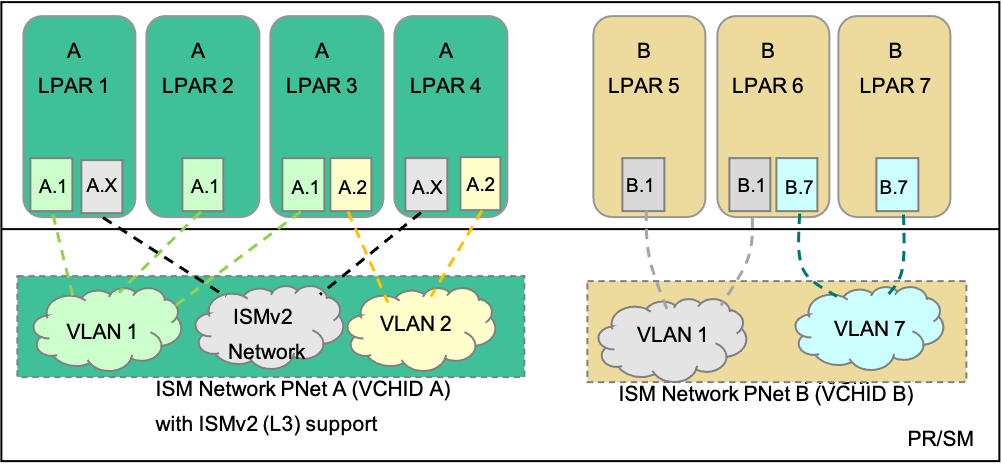 A
LPAR 1
A
LPAR 2
A
LPAR 3
A
LPAR 4
B
LPAR 5
B
LPAR 6
B
LPAR 7
A.1
A.X
A.1
A.1
A.2
A.X
A.2
B.1
B.1
B.7
B.7
VLAN 1
ISMv2
Network
VLAN 2
VLAN 1
VLAN 7
ISM Network PNet A (VCHID A)
with ISMv2 (L3) support
ISM Network PNet B (VCHID B)
PR/SM